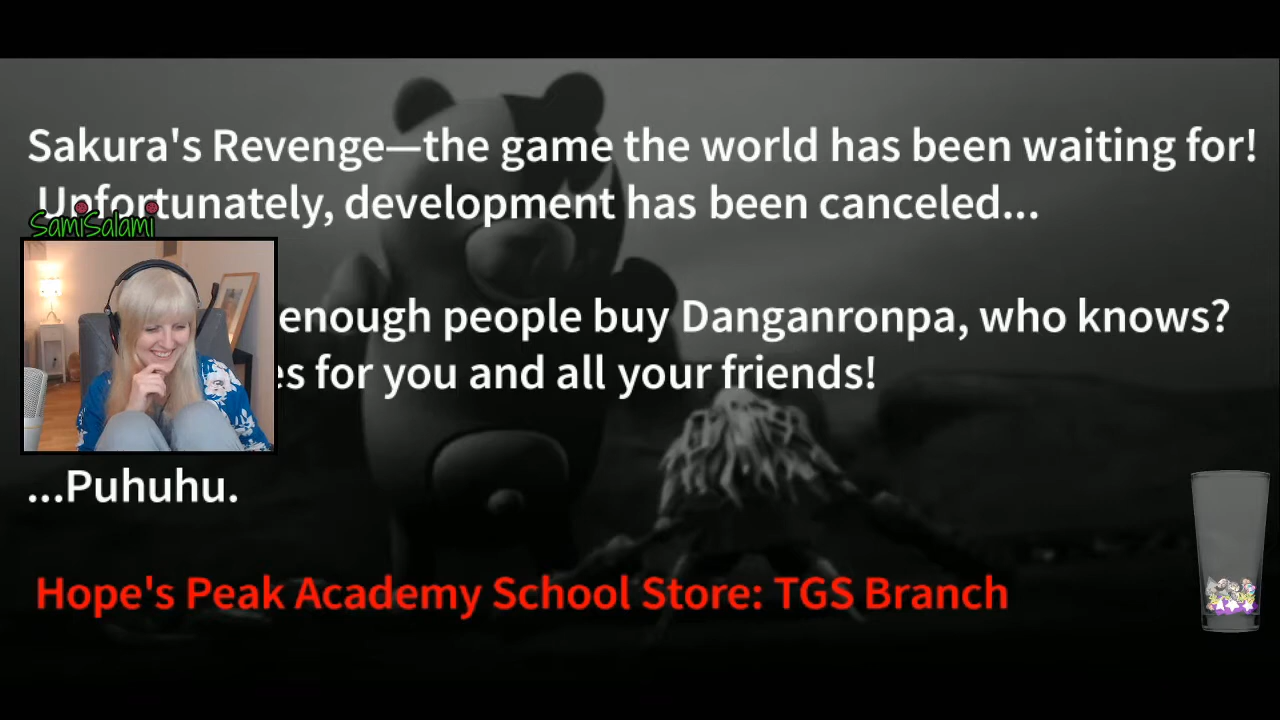 Sakura's Revenge—the game the world has been waiting for!
Unfortunately, development has been canceled...
SamiSalami
enough people buy Danganronpa, who knows?
for you and all your friends!
...Puhuhu.
Hope's Peak Academy School Store: TGS Branch